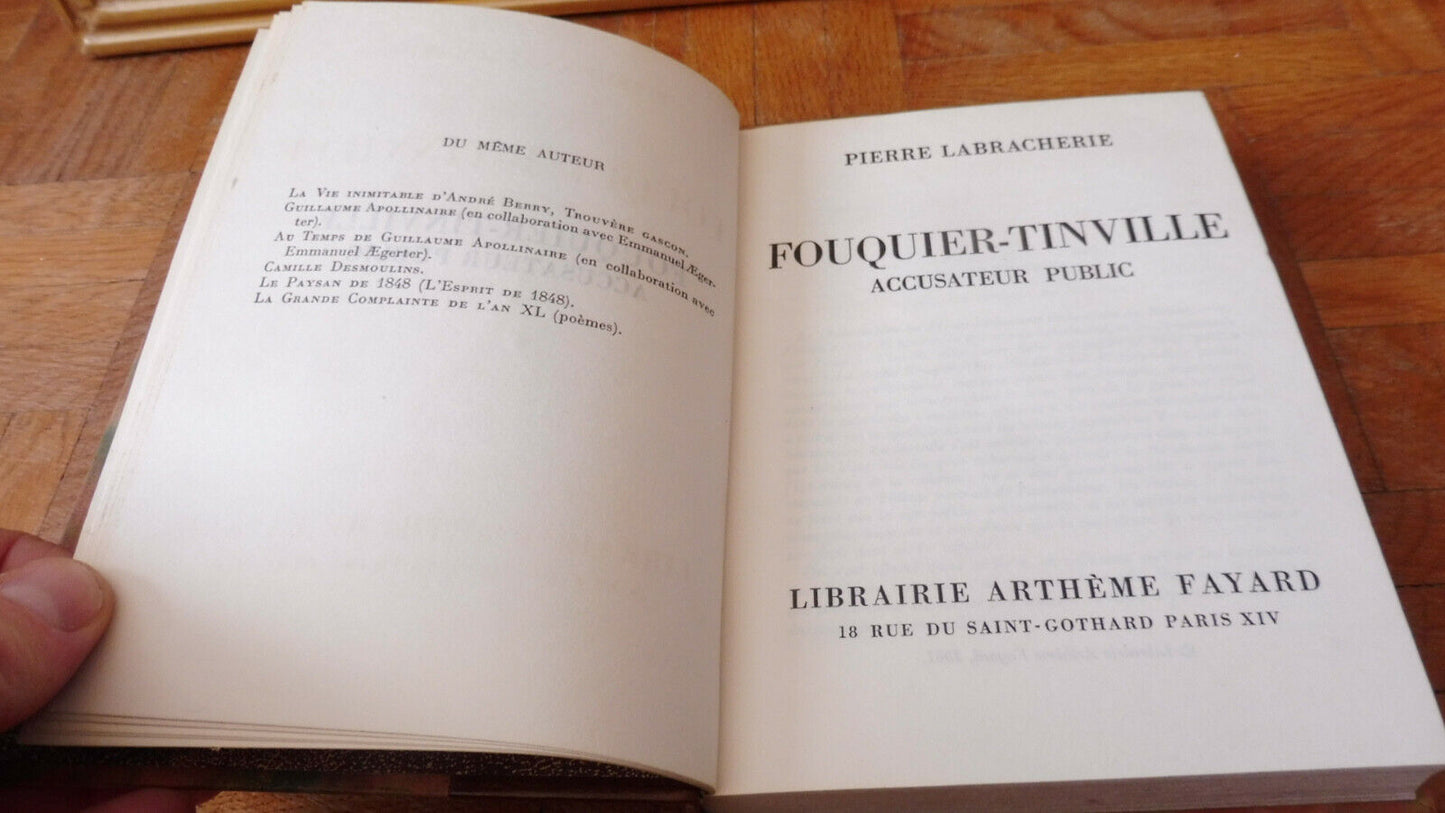 DU MÊME AUTEUR
LA VIE INIMITABLE D'ANDRÉ BERRY, TROUVÈRE GASCON.
GUILLAUME APOLLINAIRE (en collaboration avec Emmanuel Æger-
ter).
AU TEMPS DE GUILLAUME APOLLINAIRE (en collaboration avec
Emmanuel Ægerter).
CAMILLE DESMOULINS.
LE PAYSAN DE 1848 (L'ESPRIT DE 1848).
LA GRANDE COMPLAINTE DE L'AN XL (poèmes).
PIERRE LABRACHERIE
FOUQUIER-TINVILLE
ACCUSATEUR PUBLIC
LIBRAIRIE ARTHÈME FAYARD
18 RUE DU SAINT-GOTHARD PARIS XIV